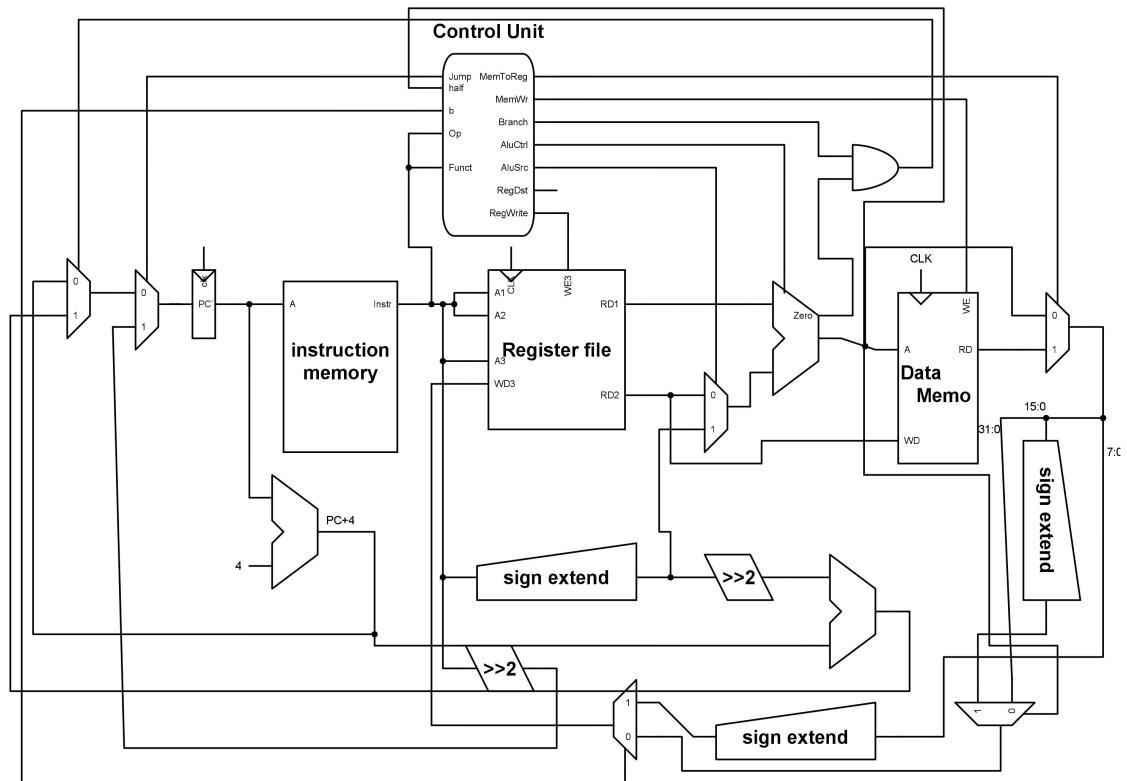 Control Unit
Jump
half
b
Op
Funct
MemToReg
MemWr
Branch
AluCtrl
AluSrc
RegDst
RegWrite
0
1
0
1
clk
PC'
A
Instr
instruction
memory
CLK
WE3
A1
A2
A3
WD3
RD1
RD2
Register file
0
1
Zero
CLK
WE
A
RD
WD
Data
Memo
0
1
15:0
31:0
7:0
sign extend
PC+4
4
sign extend
>>2
>>2
1
0
sign extend
1
0